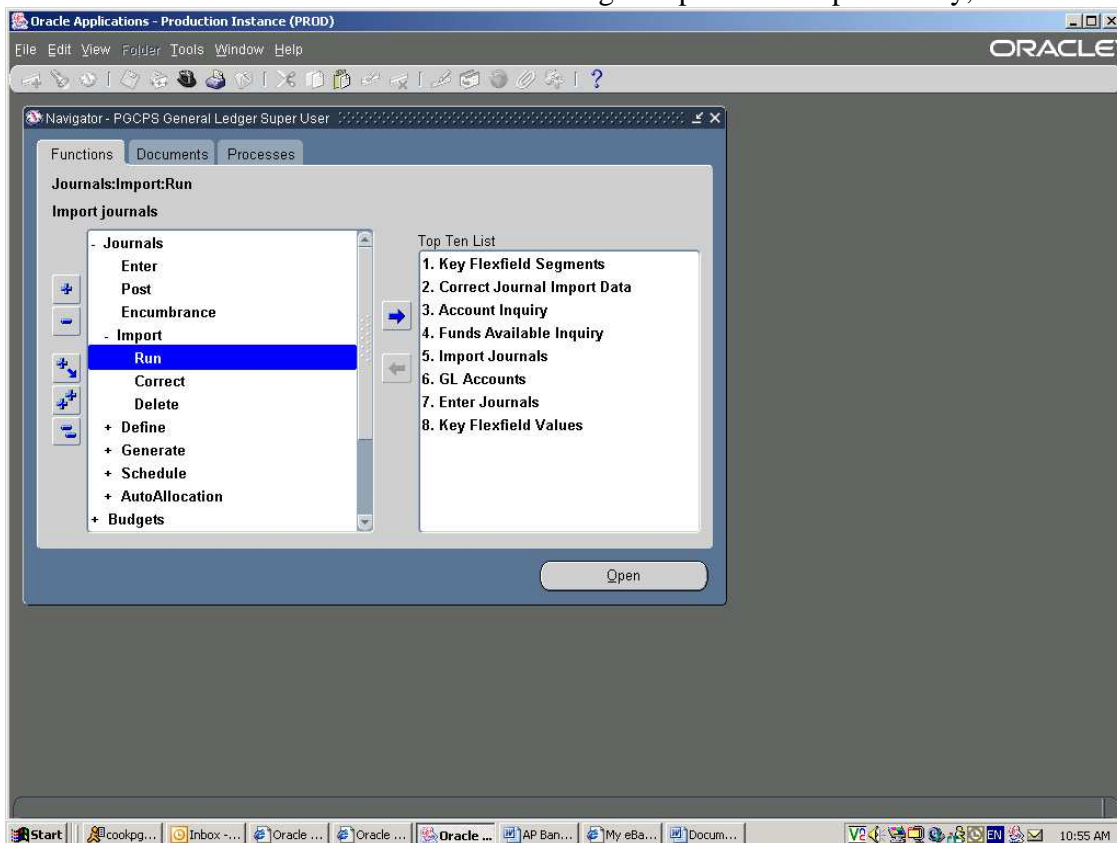 Oracle Applications - Production Instance (PROD)
File Edit View Folder Tools Window Help
ORACLE
Navigator - PGCPS General Ledger Super User
Functions Documents Processes
Journals:Import:Run
Import journals
- Journals
Enter
Post
Encumbrance
- Import
Run
Correct
Delete
+ Define
+ Generate
+ Schedule
+ AutoAllocation
+ Budgets
Top Ten List
1. Key Flexfield Segments
2. Correct Journal Import Data
3. Account Inquiry
4. Funds Available Inquiry
5. Import Journals
6. GL Accounts
7. Enter Journals
8. Key Flexfield Values
Open
Start cookpg... Inbox -... Oracle ... Oracle ... Oracle ... AP Ban... My eBa... Docum... EN 10:55 AM